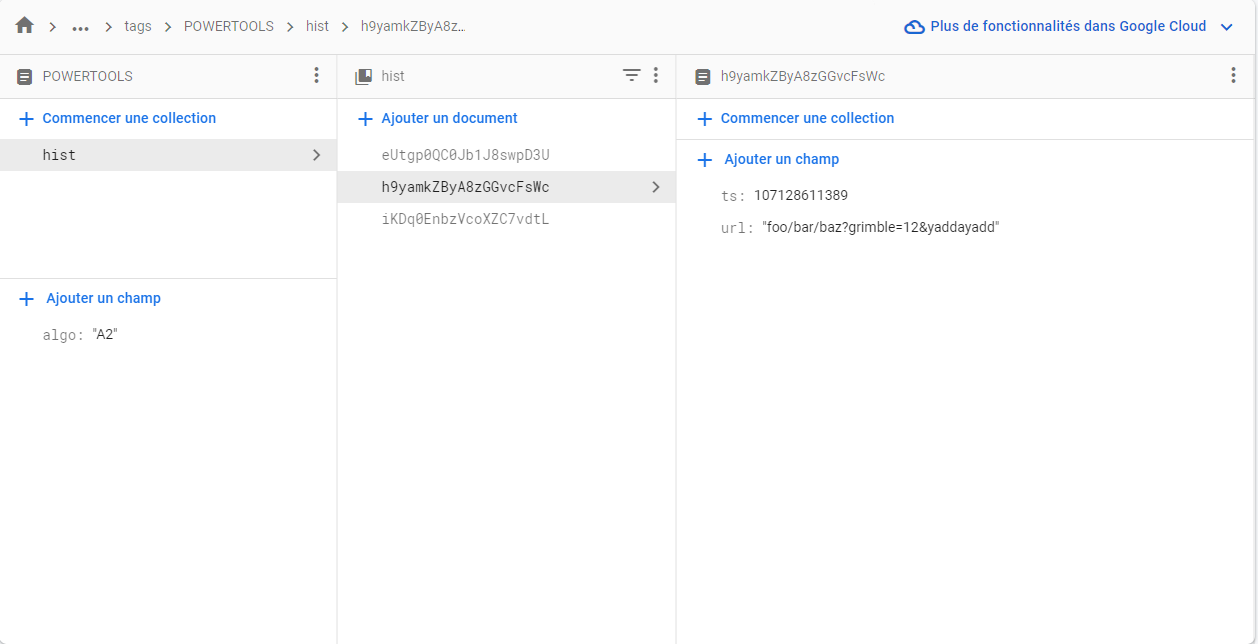 ... tags POWERTOOLS hist h9yamkZByA8z...
Plus de fonctionnalités dans Google Cloud
POWERTOOLS
Commencer une collection
hist
Ajouter un champ
algo: "A2"
hist
Ajouter un document
eUtgp0QC0Jb1J8swpD3U
h9yamkZByA8zGGvcFsWc
iKDq0EnbzVcoXZC7vdtL
h9yamkZByA8zGGvcFsWc
Commencer une collection
Ajouter un champ
ts: 107128611389
url: "foo/bar/baz?grimble=12&yaddayadd"